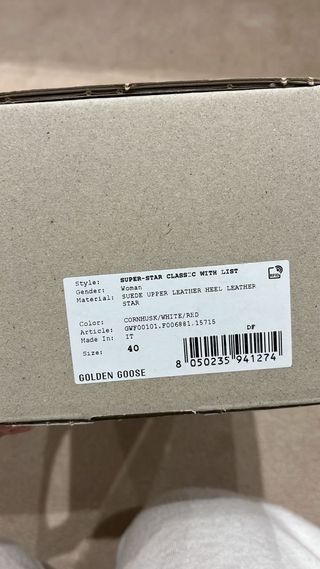 Style: SUPER-STAR CLASSIC WITH LIST
Gender: Woman
Material: SUEDE UPPER LEATHER HEEL LEATHER
STAR
Color: CORNHUSK/WHITE/RED
Article: GWF00101.F006881.15715
Made In: IT
DF
Size: 40
8 050235 941274
GOLDEN GOOSE